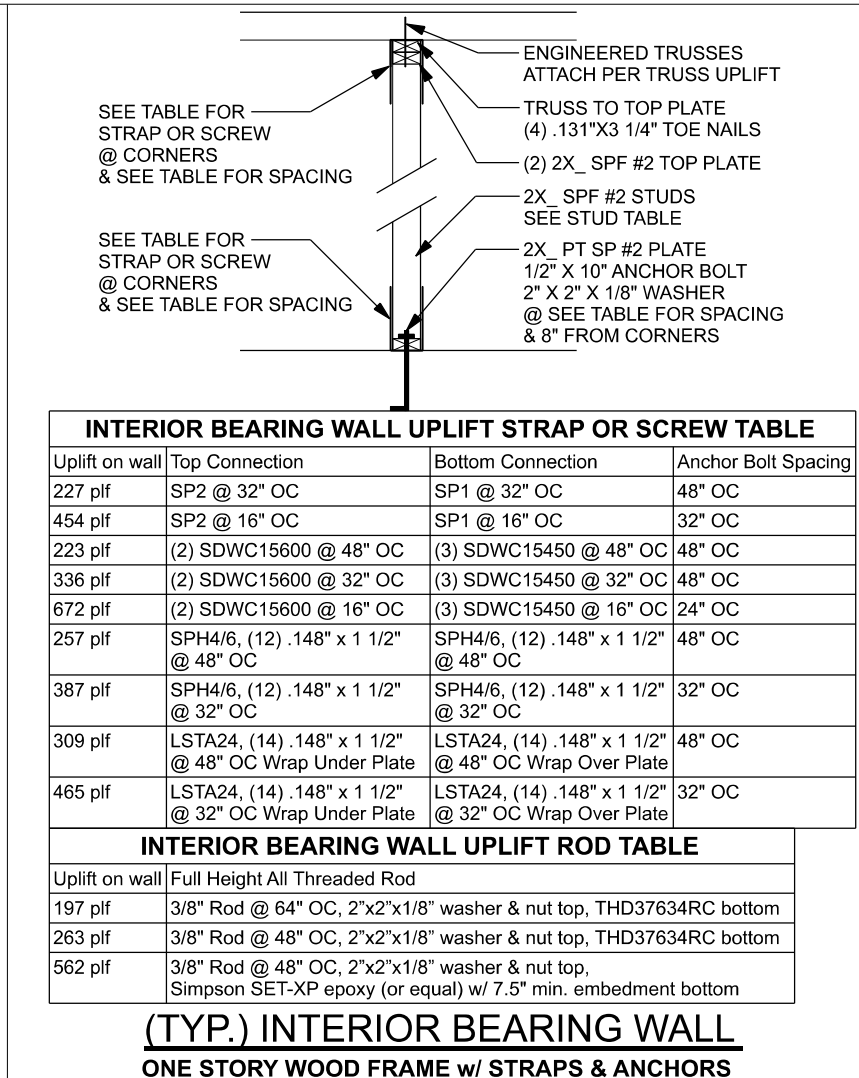 ENGINEERED TRUSSES
ATTACH PER TRUSS UPLIFT
TRUSS TO TOP PLATE
(4) .131"X3 1/4" TOE NAILS
(2) 2X_ SPF #2 TOP PLATE
2X_ SPF #2 STUDS
SEE STUD TABLE
2X_ PT SP #2 PLATE
1/2" X 10" ANCHOR BOLT
2" X 2" X 1/8" WASHER
@ SEE TABLE FOR SPACING
& 8" FROM CORNERS
SEE TABLE FOR
STRAP OR SCREW
@ CORNERS
& SEE TABLE FOR SPACING
SEE TABLE FOR
STRAP OR SCREW
@ CORNERS
& SEE TABLE FOR SPACING
INTERIOR BEARING WALL UPLIFT STRAP OR SCREW TABLE
Uplift on wall Top Connection Bottom Connection Anchor Bolt Spacing
227 plf SP2 @ 32" OC SP1 @ 32" OC 48" OC
454 plf SP2 @ 16" OC SP1 @ 16" OC 32" OC
223 plf (2) SDWC15600 @ 48" OC (3) SDWC15450 @ 48" OC 48" OC
336 plf (2) SDWC15600 @ 32" OC (3) SDWC15450 @ 32" OC 48" OC
672 plf (2) SDWC15600 @ 16" OC (3) SDWC15450 @ 16" OC 24" OC
257 plf SPH4/6, (12) .148" x 1 1/2" SPH4/6, (12) .148" x 1 1/2" 48" OC
@ 48" OC @ 48" OC
387 plf SPH4/6, (12) .148" x 1 1/2" SPH4/6, (12) .148" x 1 1/2" 32" OC
@ 32" OC @ 32" OC
309 plf LSTA24, (14) .148" x 1 1/2" LSTA24, (14) .148" x 1 1/2" 48" OC
@ 48" OC Wrap Under Plate @ 48" OC Wrap Over Plate
465 plf LSTA24, (14) .148" x 1 1/2" LSTA24, (14) .148" x 1 1/2" 32" OC
@ 32" OC Wrap Under Plate @ 32" OC Wrap Over Plate
INTERIOR BEARING WALL UPLIFT ROD TABLE
Uplift on wall Full Height All Threaded Rod
197 plf 3/8" Rod @ 64" OC, 2”x2”x1/8” washer & nut top, THD37634RC bottom
263 plf 3/8" Rod @ 48" OC, 2”x2”x1/8” washer & nut top, THD37634RC bottom
562 plf 3/8" Rod @ 48" OC, 2”x2”x1/8” washer & nut top,
Simpson SET-XP epoxy (or equal) w/ 7.5" min. embedment bottom
(TYP.) INTERIOR BEARING WALL
ONE STORY WOOD FRAME w/ STRAPS & ANCHORS